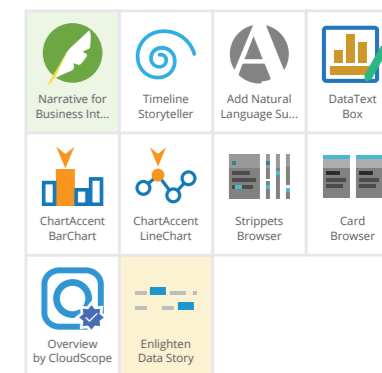 Narrative for
Business Int...
Timeline
Storyteller
Add Natural
Language Su...
DataText
Box
ChartAccent
BarChart
ChartAccent
LineChart
Strippets
Browser
Card
Browser
Overview
by CloudScope
Enlighten
Data Story